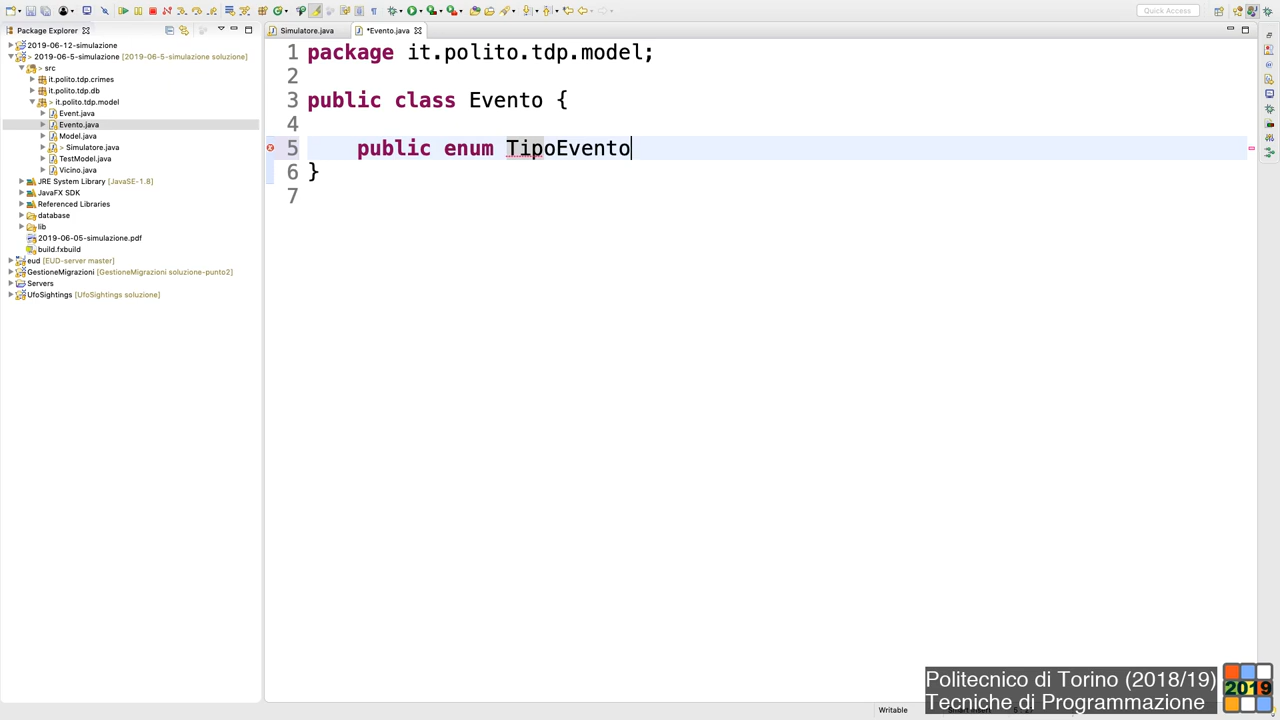 Quick Access
Package Explorer
Simulatore.java
*Evento.java
2019-06-12-simulazione
> 2019-06-5-simulazione [2019-06-5-simulazione soluzione]
> src
it.polito.tdp.crimes
it.polito.tdp.db
> it.polito.tdp.model
Event.java
Evento.java
Model.java
> Simulatore.java
TestModel.java
Vicino.java
JRE System Library [JavaSE-1.8]
JavaFX SDK
Referenced Libraries
database
lib
2019-06-05-simulazione.pdf
build.fxbuild
eud [EUD-server master]
GestioneMigrazioni [GestioneMigrazioni soluzione-punto2]
Servers
UfoSightings [UfoSightings soluzione]
1 package it.polito.tdp.model;
2
3 public class Evento {
4
5 public enum TipoEvento
6 }
7
Politecnico di Torino (2018/19)
Tecniche di Programmazione
2019
Writable